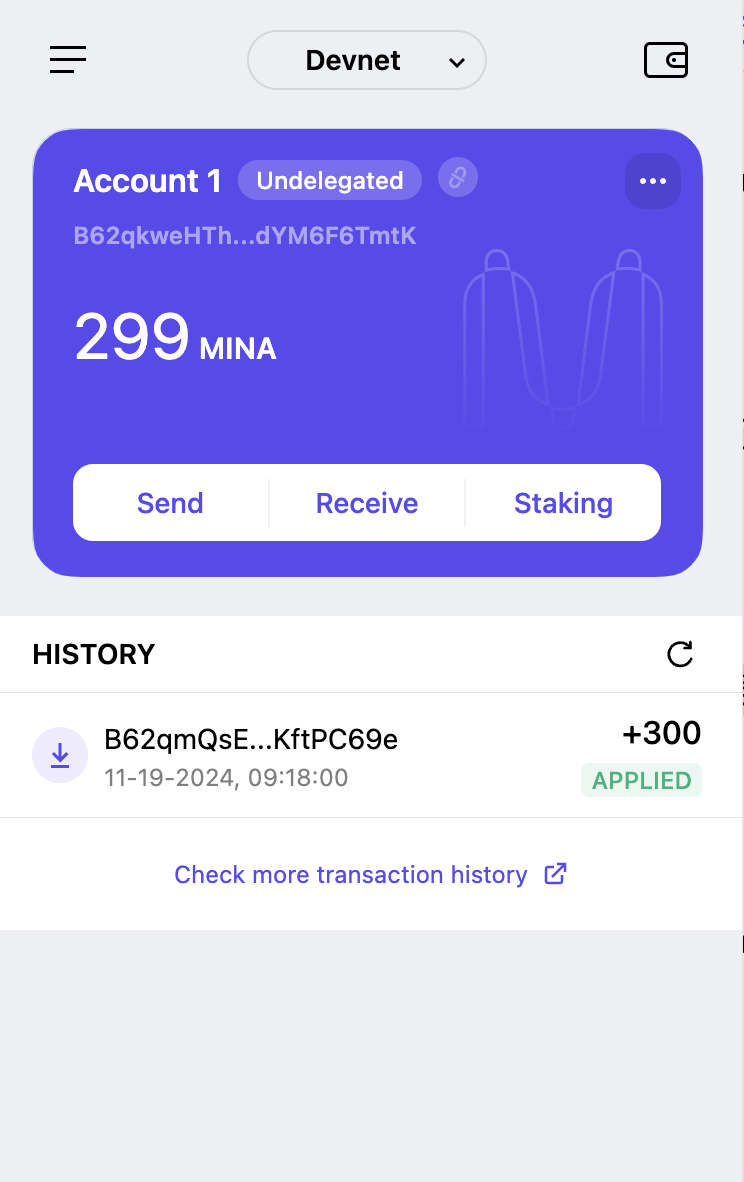 Devnet
Account 1 Undelegated
B62qkweHTh...dYM6F6TmtK
299 MINA
Send Receive Staking
HISTORY
B62qmQsE...KftPC69e +300
11-19-2024, 09:18:00 APPLIED
Check more transaction history